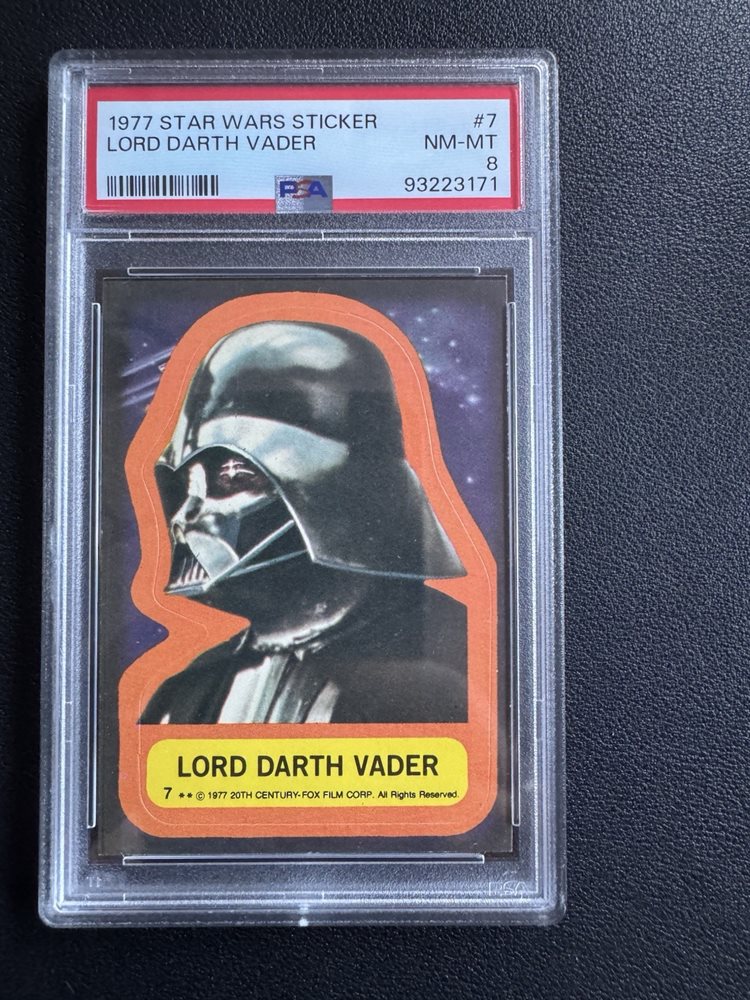 1977 STAR WARS STICKER #7
LORD DARTH VADER NM-MT
8
PSA 93223171
LORD DARTH VADER
7 ** © 1977 20TH CENTURY-FOX FILM CORP. All Rights Reserved.
PSA